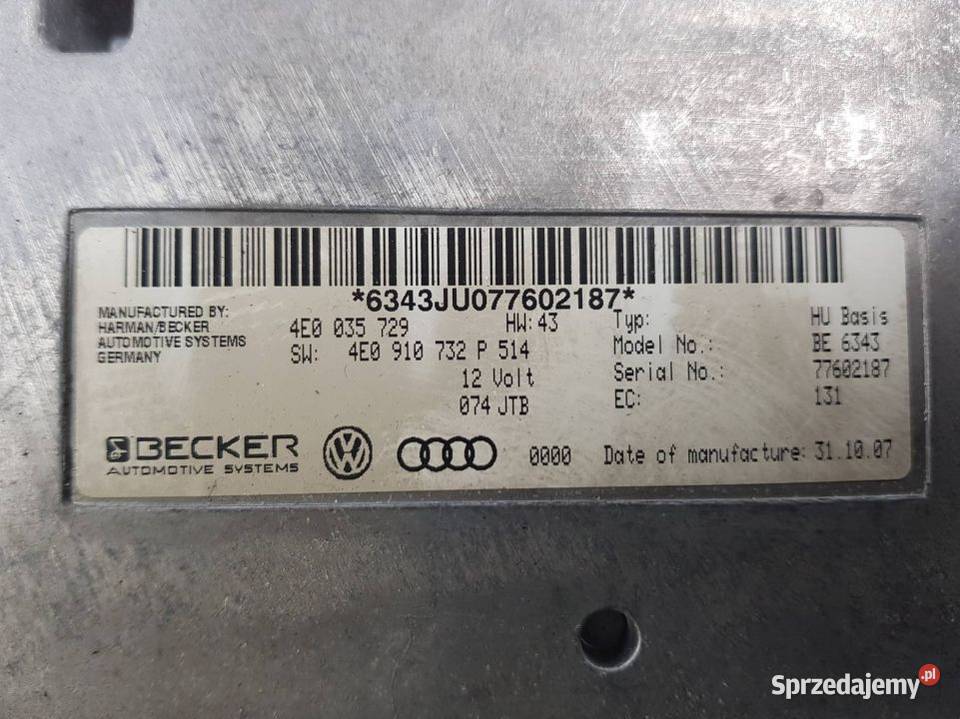 *6343JU077602187*
MANUFACTURED BY:
HARMAN/BECKER
AUTOMOTIVE SYSTEMS
GERMANY
4E0 035 729 HW:43
SW: 4E0 910 732 P 514
12 Volt
074 JTB
Typ: HU Basis
Model No.: BE 6343
Serial No.: 77602187
EC: 131
BECKER
AUTOMOTIVE SYSTEMS
0000 Date of manufacture: 31.10.07
Sprzedajemy.pl